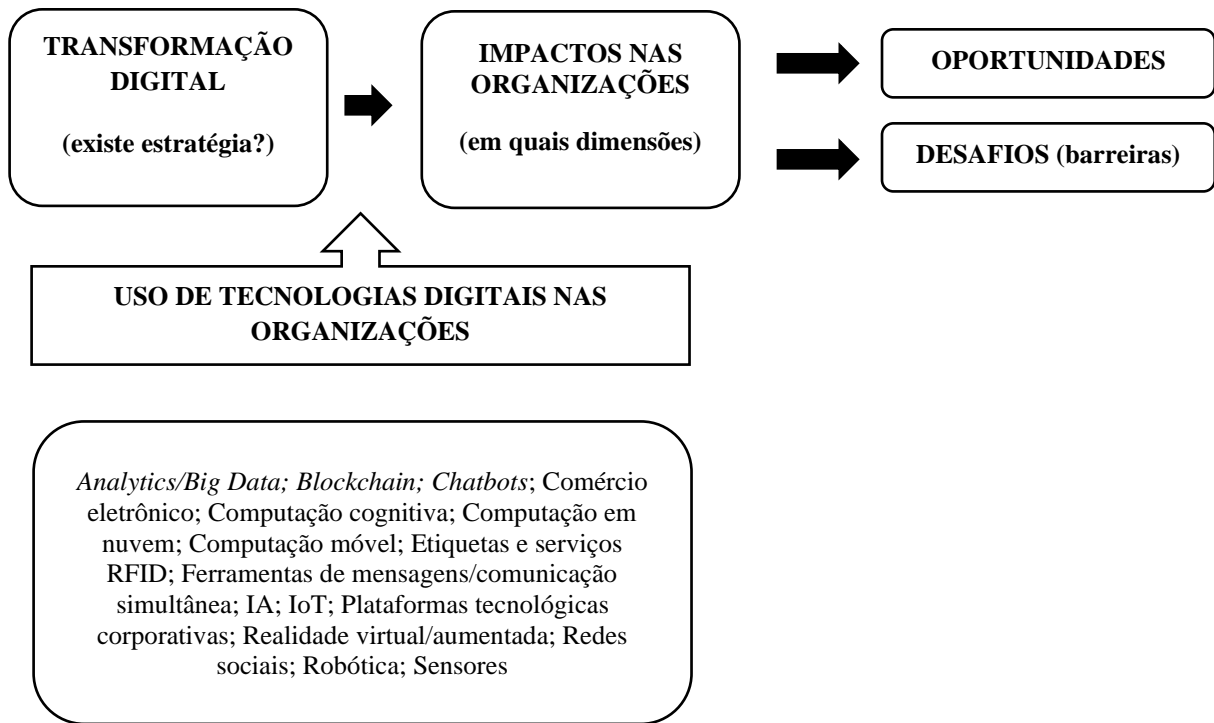 TRANSFORMAÇÃO
DIGITAL
(existe estratégia?)
IMPACTOS NAS
ORGANIZAÇÕES
(em quais dimensões)
OPORTUNIDADES
DESAFIOS (barreiras)
USO DE TECNOLOGIAS DIGITAIS NAS
ORGANIZAÇÕES
Analytics/Big Data; Blockchain; Chatbots; Comércio
eletrônico; Computação cognitiva; Computação em
nuvem; Computação móvel; Etiquetas e serviços
RFID; Ferramentas de mensagens/comunicação
simultânea; IA; IoT; Plataformas tecnológicas
corporativas; Realidade virtual/aumentada; Redes
sociais; Robótica; Sensores